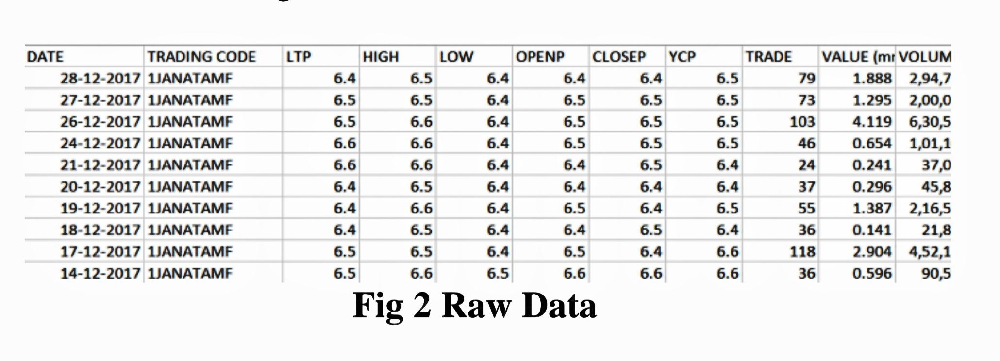 DATE TRADING CODE LTP HIGH LOW OPENP CLOSEP YCP TRADE VALUE (mn VOLUM
28-12-2017 1JANATAMF 6.4 6.5 6.4 6.4 6.4 6.5 79 1.888 2,94,7
27-12-2017 1JANATAMF 6.5 6.5 6.4 6.5 6.5 6.5 73 1.295 2,00,0
26-12-2017 1JANATAMF 6.5 6.6 6.4 6.5 6.5 6.5 103 4.119 6,30,5
24-12-2017 1JANATAMF 6.6 6.6 6.4 6.5 6.5 6.5 46 0.654 1,01,1
21-12-2017 1JANATAMF 6.6 6.6 6.4 6.4 6.5 6.4 24 0.241 37,0
20-12-2017 1JANATAMF 6.4 6.5 6.4 6.4 6.4 6.4 37 0.296 45,8
19-12-2017 1JANATAMF 6.4 6.6 6.4 6.5 6.4 6.5 55 1.387 2,16,5
18-12-2017 1JANATAMF 6.4 6.5 6.4 6.4 6.5 6.4 36 0.141 21,8
17-12-2017 1JANATAMF 6.5 6.5 6.4 6.5 6.4 6.6 118 2.904 4,52,1
14-12-2017 1JANATAMF 6.5 6.6 6.5 6.6 6.6 6.6 36 0.596 90,5
Fig 2 Raw Data